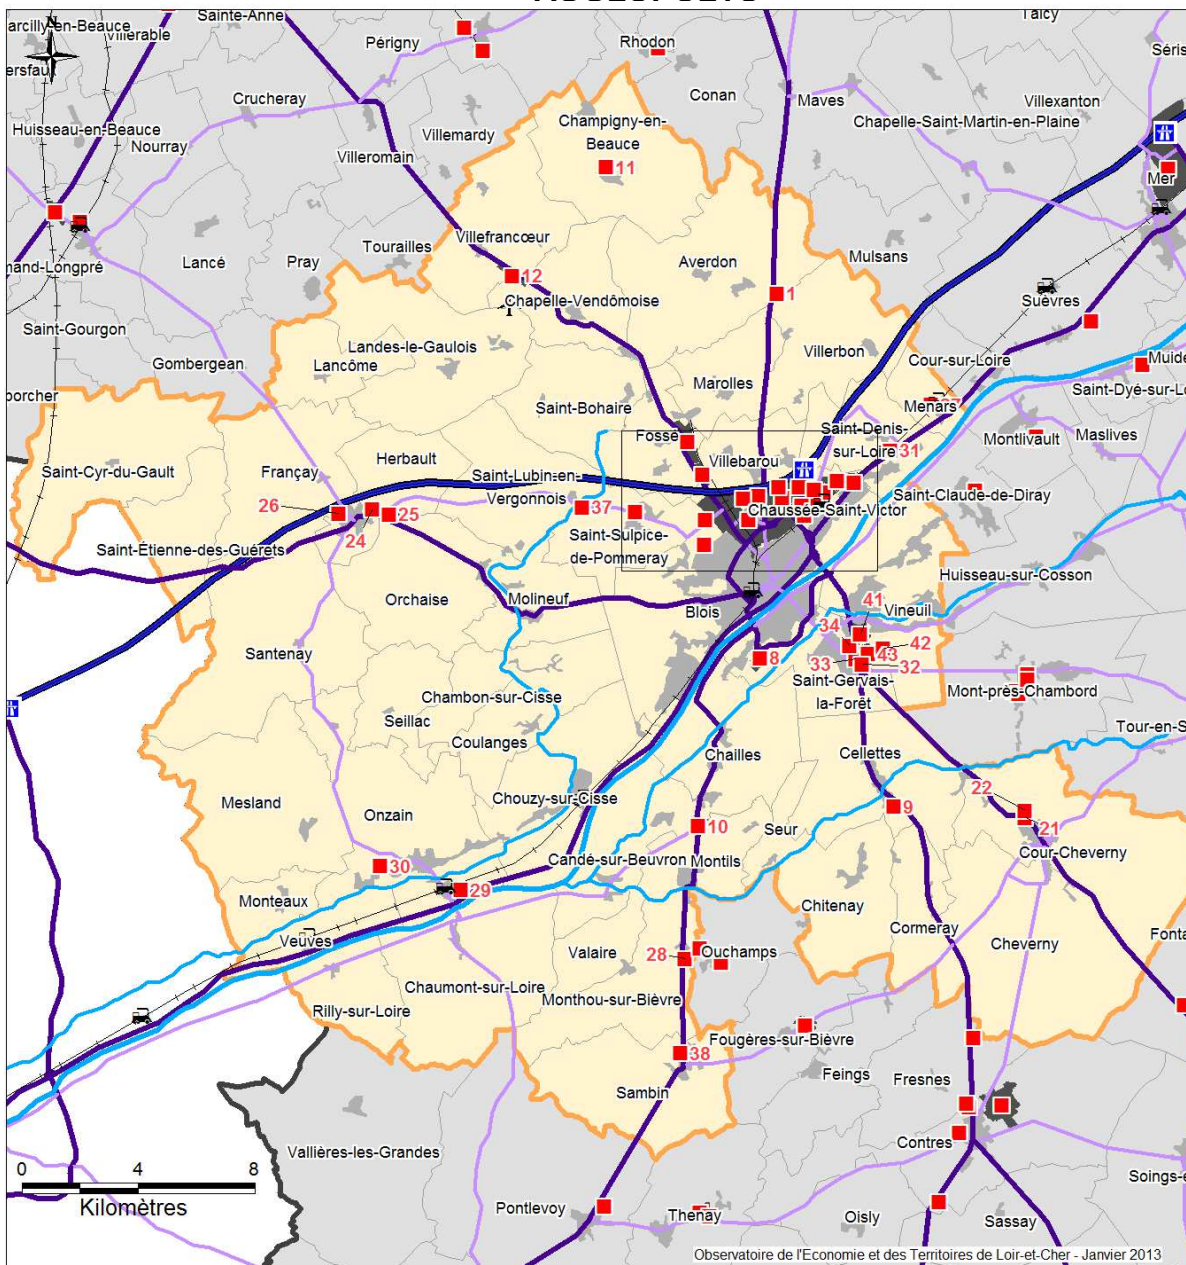 Sainte-Anne
Talcy
arcilly-en-Beauce
Villerable
N
Périgny
Rhodon
Séris
ersfau
Conan
Crucheray
Maves
Villexanton
Huisseau-en-Beauce
Villemardy
Champigny-en-
Beauce
Chapelle-Saint-Martin-en-Plaine
Nourray
Villeromain
11
Mer
Villefrancœur
Tourailles
Mulsans
Lancé
Pray
Averdon
mand-Longpré
12
1
Suèvres
Chapelle-Vendômoise
Saint-Gourgon
Landes-le-Gaulois
Villerbon
Gombergean
Lancôme
Cour-sur-Loire
Muide
Marolles
Saint-Dyé-sur-Lo
porcher
Saint-Bohaire
Menars
Fossé
Saint-Denis-
sur-Loire
Montlivault
Maslives
31
Saint-Cyr-du-Gault
Françay
Herbault
Saint-Lubin-en-
Vergonnois
Villebarou
Saint-Claude-de-Diray
26
25
37
Chaussée-Saint-Victor
24
Saint-Étienne-des-Guérets
Saint-Sulpice-
de-Pommeray
Huisseau-sur-Cosson
Orchaise
Molineuf
Blois
41
Vineuil
34
42
Santenay
8
33
43
32
Saint-Gervais-
la-Forêt
Mont-près-Chambord
Chambon-sur-Cisse
Seillac
Tour-en-S
Coulanges
Chailles
Cellettes
22
Mesland
Chouzy-sur-Cisse
9
Onzain
10
Seur
21
Cour-Cheverny
30
Candé-sur-Beuvron
Montils
29
Monteaux
Chitenay
Cormeray
Veuves
Fonta
Valaire
28
Ouchamps
Cheverny
Chaumont-sur-Loire
Monthou-sur-Bièvre
Rilly-sur-Loire
Fougères-sur-Bièvre
38
Feings
Fresnes
Sambin
Contres
Vallières-les-Grandes
0 4 8
Kilomètres
Soings-e
Pontlevoy
Thenay
Oisly
Sassay
Observatoire de l'Economie et des Territoires de Loir-et-Cher - Janvier 2013